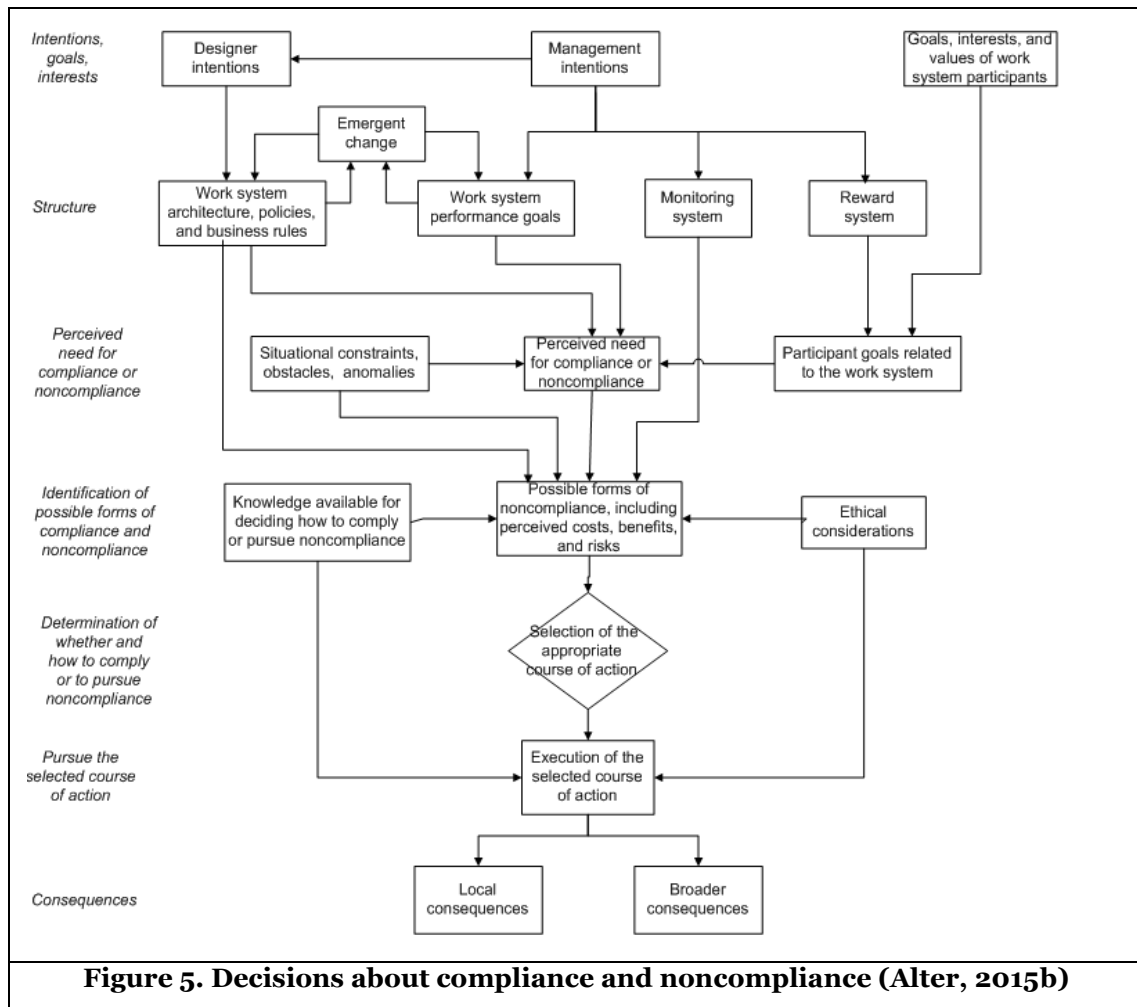 Intentions,
goals,
interests
Designer
intentions
Management
intentions
Goals, interests, and
values of work
system participants
Emergent
change
Structure
Work system
architecture, policies,
and business rules
Work system
performance goals
Monitoring
system
Reward
system
Perceived
need for
compliance or
noncompliance
Situational constraints,
obstacles, anomalies
Perceived need
for compliance or
noncompliance
Participant goals related
to the work system
Identification of
possible forms of
compliance and
noncompliance
Knowledge available for
deciding how to comply
or pursue noncompliance
Possible forms of
noncompliance, including
perceived costs, benefits,
and risks
Ethical
considerations
Determination of
whether and
how to comply
or to pursue
noncompliance
Selection of the
appropriate
course of action
Pursue the
selected course
of action
Execution of the
selected course
of action
Consequences
Local
consequences
Broader
consequences
Figure 5. Decisions about compliance and noncompliance (Alter, 2015b)